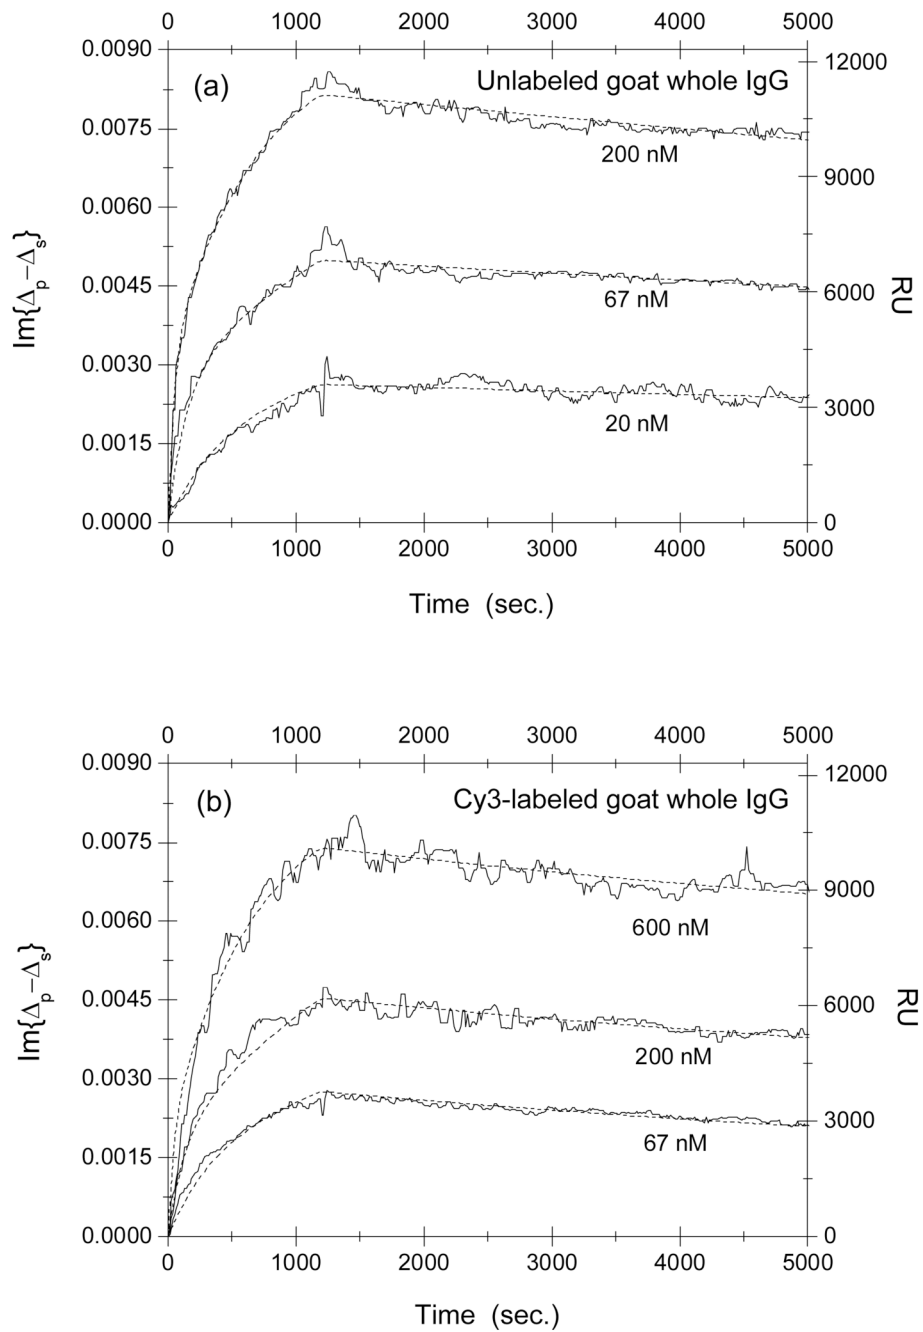 0 1000 2000 3000 4000 5000
0.0090
12000
(a) Unlabeled goat whole IgG
0.0075
200 nM
9000
0.0060
0.0045
67 nM
6000
0.0030
20 nM
3000
0.0015
0.0000
0
Im{Δp−Δs}
RU
0 1000 2000 3000 4000 5000
Time (sec.)
0 1000 2000 3000 4000 5000
0.0090
12000
(b) Cy3-labeled goat whole IgG
0.0075
9000
600 nM
0.0060
0.0045
6000
200 nM
0.0030
3000
67 nM
0.0015
0.0000
0
Im{Δp−Δs}
RU
0 1000 2000 3000 4000 5000
Time (sec.)